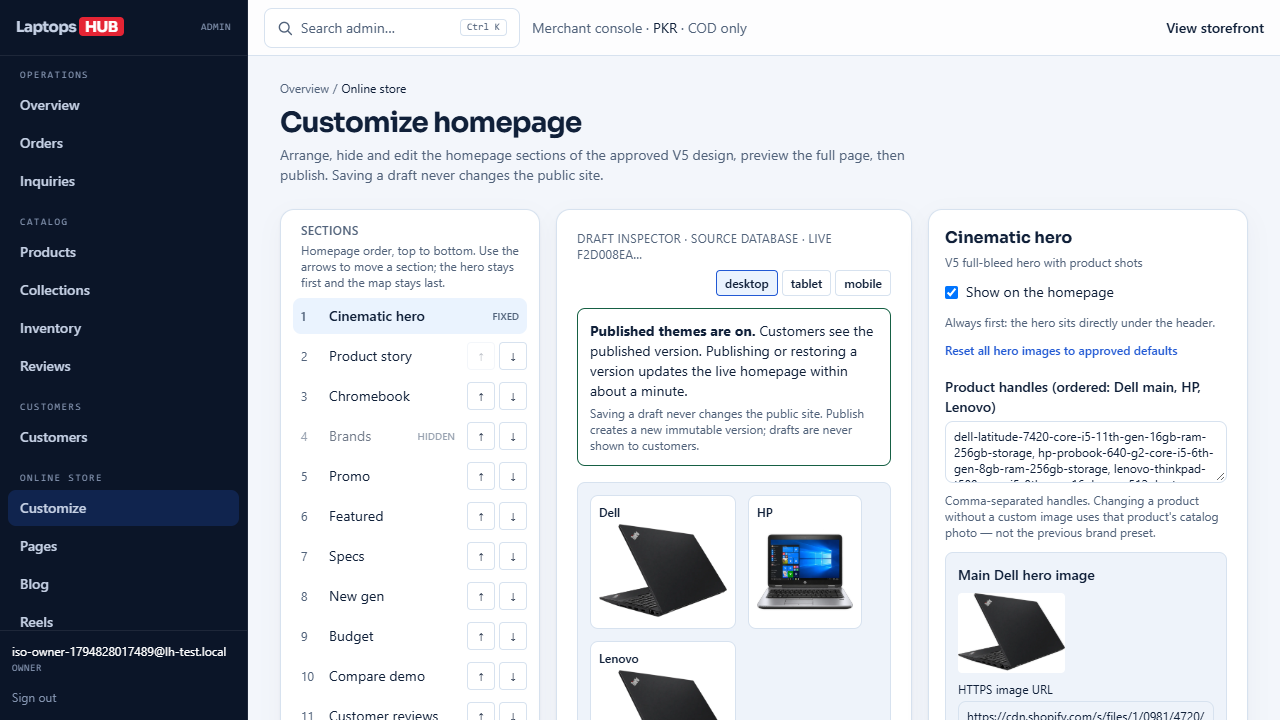 Laptops HUB
ADMIN
OPERATIONS
Overview
Orders
Inquiries
CATALOG
Products
Collections
Inventory
Reviews
CUSTOMERS
Customers
ONLINE STORE
Customize
Pages
Blog
Reels
iso-owner-1794828017489@lh-test.local
OWNER
Sign out
Search admin...
Ctrl K
Merchant console · PKR · COD only
View storefront
Overview / Online store
Customize homepage
Arrange, hide and edit the homepage sections of the approved V5 design, preview the full page, then
publish. Saving a draft never changes the public site.
SECTIONS
Homepage order, top to bottom. Use the
arrows to move a section; the hero stays
first and the map stays last.
1 Cinematic hero FIXED
2 Product story ↑ ↓
3 Chromebook ↑ ↓
4 Brands HIDDEN ↑ ↓
5 Promo ↑ ↓
6 Featured ↑ ↓
7 Specs ↑ ↓
8 New gen ↑ ↓
9 Budget ↑ ↓
10 Compare demo ↑ ↓
11 Customer reviews ↑ ↓
DRAFT INSPECTOR · SOURCE DATABASE · LIVE
F2D008EA...
desktop tablet mobile
Published themes are on. Customers see the
published version. Publishing or restoring a
version updates the live homepage within
about a minute.
Saving a draft never changes the public site. Publish
creates a new immutable version; drafts are never
shown to customers.
Dell
HP
Lenovo
Cinematic hero
V5 full-bleed hero with product shots
Show on the homepage
Always first: the hero sits directly under the header.
Reset all hero images to approved defaults
Product handles (ordered: Dell main, HP,
Lenovo)
dell-latitude-7420-core-i5-11th-gen-16gb-ram-
256gb-storage, hp-probook-640-g2-core-i5-6th-
gen-8gb-ram-256gb-storage, lenovo-thinkpad-
Comma-separated handles. Changing a product
without a custom image uses that product's catalog
photo — not the previous brand preset.
Main Dell hero image
HTTPS image URL
https://cdn.shopify.com/s/files/1/0981/4720/